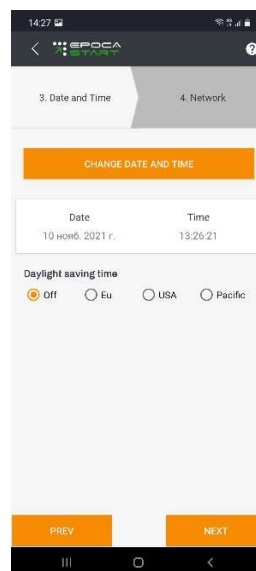 14:27
EPOCA
START
3. Date and Time
4. Network
CHANGE DATE AND TIME
Date
Time
10 нояб. 2021 г.
13:26:21
Daylight saving time
Off
Eu
USA
Pacific
PREV
NEXT